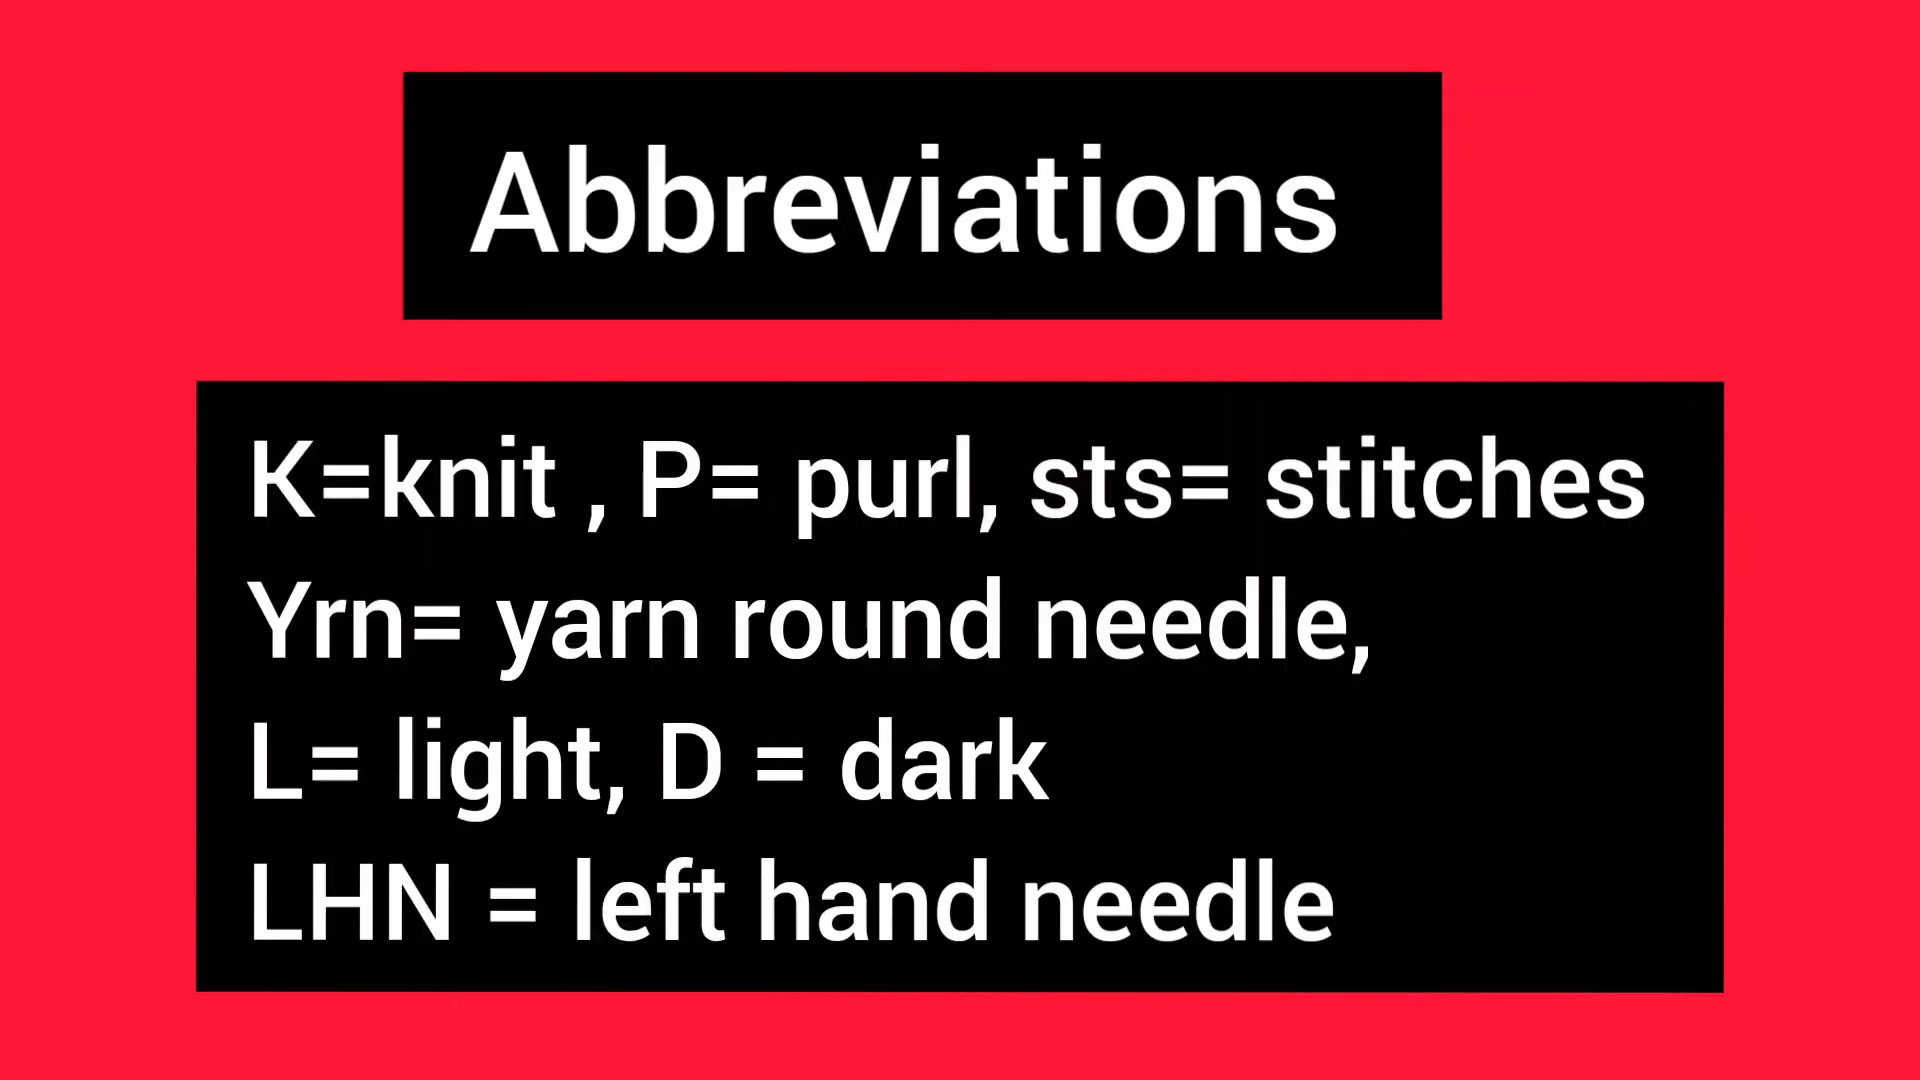 Abbreviations
K=knit , P= purl, sts= stitches
Yrn= yarn round needle,
L= light, D = dark
LHN = left hand needle